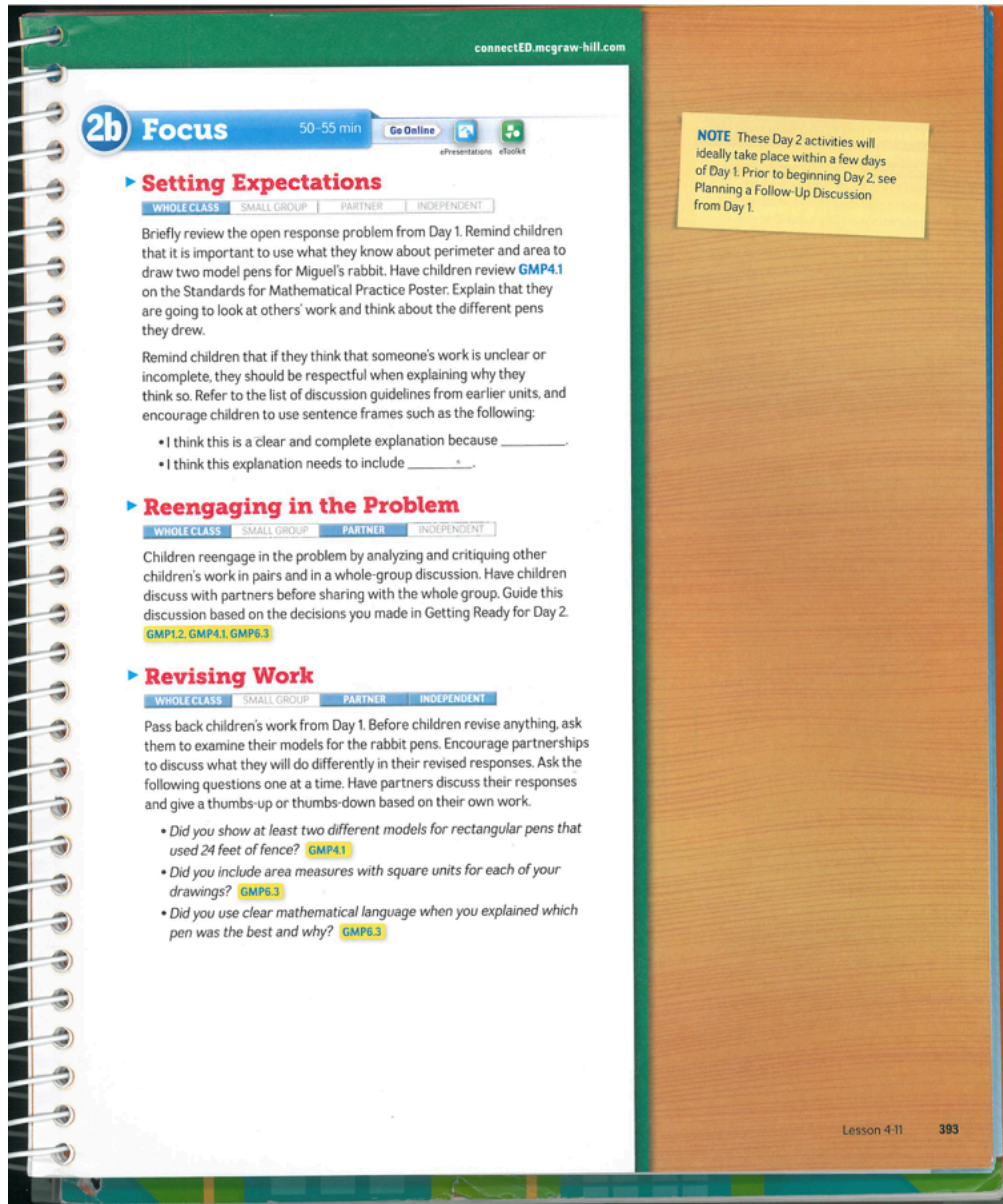 connectED.mcgraw-hill.com
2b Focus 50–55 min Go Online
ePresentations eToolkit
Setting Expectations
WHOLE CLASS SMALL GROUP PARTNER INDEPENDENT
Briefly review the open response problem from Day 1. Remind children
that it is important to use what they know about perimeter and area to
draw two model pens for Miguel's rabbit. Have children review GMP4.1
on the Standards for Mathematical Practice Poster. Explain that they
are going to look at others' work and think about the different pens
they drew.
Remind children that if they think that someone's work is unclear or
incomplete, they should be respectful when explaining why they
think so. Refer to the list of discussion guidelines from earlier units, and
encourage children to use sentence frames such as the following:
• I think this is a clear and complete explanation because _________.
• I think this explanation needs to include _________.
Reengaging in the Problem
WHOLE CLASS SMALL GROUP PARTNER INDEPENDENT
Children reengage in the problem by analyzing and critiquing other
children's work in pairs and in a whole-group discussion. Have children
discuss with partners before sharing with the whole group. Guide this
discussion based on the decisions you made in Getting Ready for Day 2.
GMP1.2, GMP4.1, GMP6.3
Revising Work
WHOLE CLASS SMALL GROUP PARTNER INDEPENDENT
Pass back children's work from Day 1. Before children revise anything, ask
them to examine their models for the rabbit pens. Encourage partnerships
to discuss what they will do differently in their revised responses. Ask the
following questions one at a time. Have partners discuss their responses
and give a thumbs-up or thumbs-down based on their own work.
• Did you show at least two different models for rectangular pens that
used 24 feet of fence? GMP4.1
• Did you include area measures with square units for each of your
drawings? GMP6.3
• Did you use clear mathematical language when you explained which
pen was the best and why? GMP6.3
NOTE These Day 2 activities will
ideally take place within a few days
of Day 1. Prior to beginning Day 2, see
Planning a Follow-Up Discussion
from Day 1.
Lesson 4-11 393